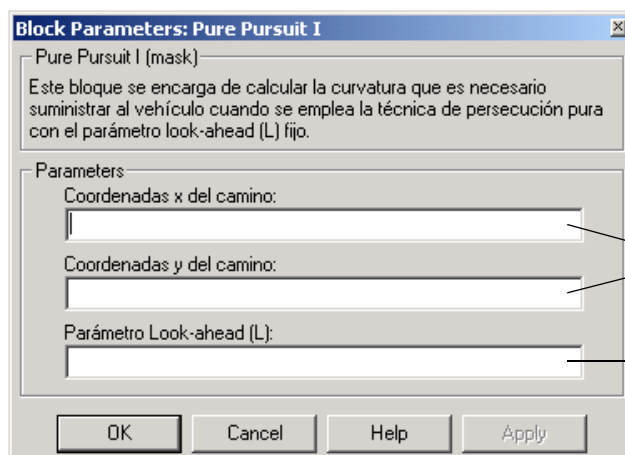 Block Parameters: Pure Pursuit I
Pure Pursuit I (mask)
Este bloque se encarga de calcular la curvatura que es necesario
suministrar al vehículo cuando se emplea la técnica de persecución pura
con el parámetro look-ahead (L) fijo.
Parameters
Coordenadas x del camino:
Coordenadas y del camino:
Parámetro Look-ahead (L):
OK Cancel Help Apply